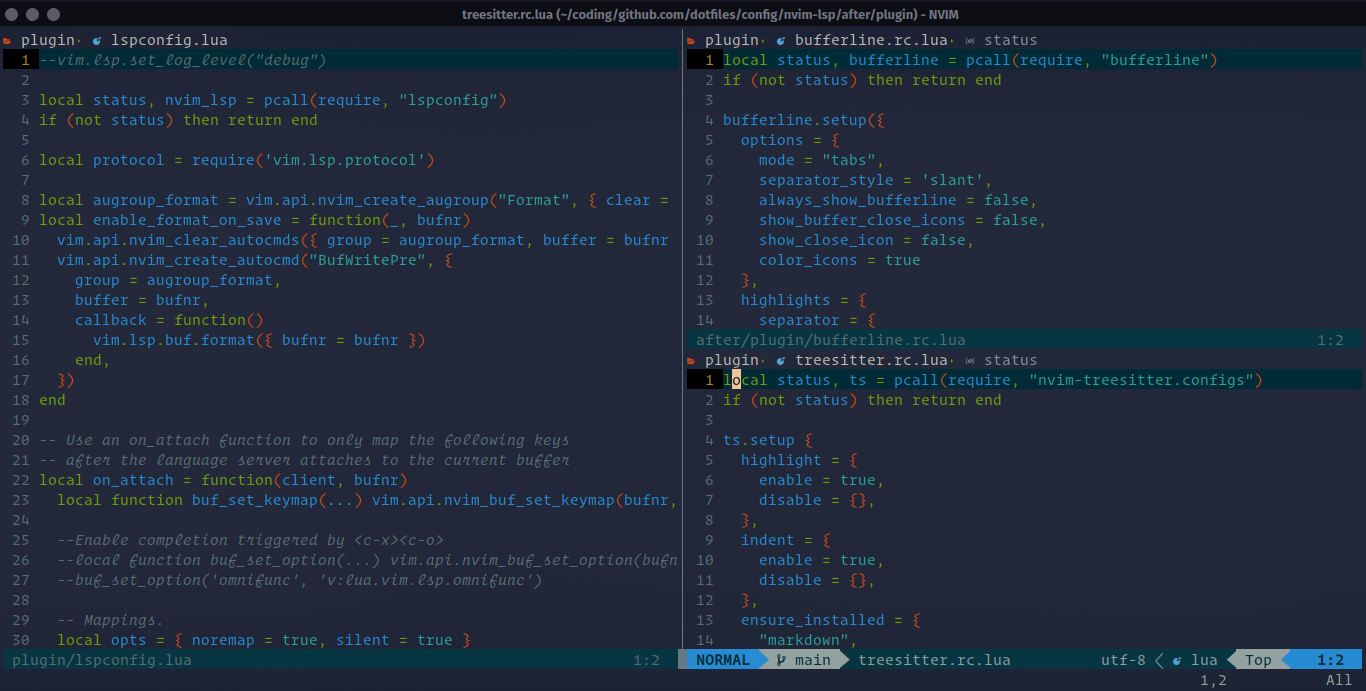 treesitter.rc.lua (~/coding/github.com/dotfiles/config/nvim-lsp/after/plugin) - NVIM
plugin› lspconfig.lua
1 --vim.lsp.set_log_level("debug")
2
3 local status, nvim_lsp = pcall(require, "lspconfig")
4 if (not status) then return end
5
6 local protocol = require('vim.lsp.protocol')
7
8 local augroup_format = vim.api.nvim_create_augroup("Format", { clear =
9 local enable_format_on_save = function(_, bufnr)
10   vim.api.nvim_clear_autocmds({ group = augroup_format, buffer = bufnr
11   vim.api.nvim_create_autocmd("BufWritePre", {
12     group = augroup_format,
13     buffer = bufnr,
14     callback = function()
15       vim.lsp.buf.format({ bufnr = bufnr })
16     end,
17   })
18 end
19
20 -- Use an on_attach function to only map the following keys
21 -- after the language server attaches to the current buffer
22 local on_attach = function(client, bufnr)
23   local function buf_set_keymap(...) vim.api.nvim_buf_set_keymap(bufnr,
24
25   --Enable completion triggered by <c-x><c-o>
26   --local function buf_set_option(...) vim.api.nvim_buf_set_option(bufn
27   --buf_set_option('omnifunc', 'v:lua.vim.lsp.omnifunc')
28
29   -- Mappings.
30   local opts = { noremap = true, silent = true }
plugin/lspconfig.lua 1:2
plugin› bufferline.rc.lua› status
1 local status, bufferline = pcall(require, "bufferline")
2 if (not status) then return end
3
4 bufferline.setup({
5   options = {
6     mode = "tabs",
7     separator_style = 'slant',
8     always_show_bufferline = false,
9     show_buffer_close_icons = false,
10     show_close_icon = false,
11     color_icons = true
12   },
13   highlights = {
14     separator = {
after/plugin/bufferline.rc.lua 1:2
plugin› treesitter.rc.lua› status
1 local status, ts = pcall(require, "nvim-treesitter.configs")
2 if (not status) then return end
3
4 ts.setup {
5   highlight = {
6     enable = true,
7     disable = {},
8   },
9   indent = {
10     enable = true,
11     disable = {},
12   },
13   ensure_installed = {
14     "markdown",
NORMAL main treesitter.rc.lua utf-8 lua Top 1:2
1,2 All